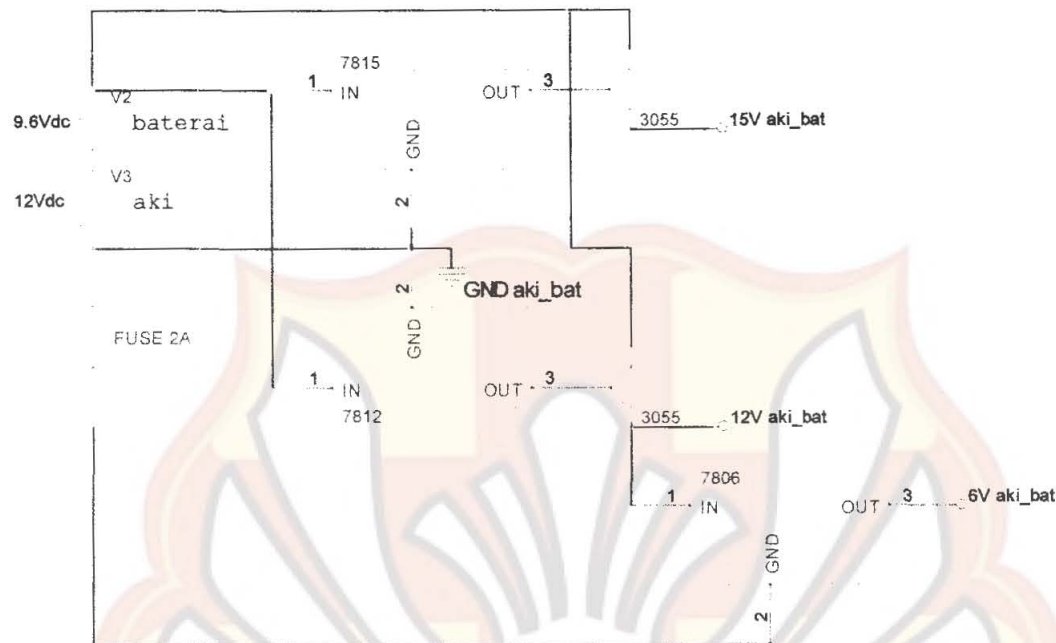 7815
1
IN
OUT
3
V2
9.6Vdc
baterai
3055
15V aki_bat
GND
V3
12Vdc
aki
2
GND aki_bat
2
GND
FUSE 2A
1
IN
OUT
3
7812
3055
12V aki_bat
7806
1
IN
OUT
3
6V aki_bat
GND
2